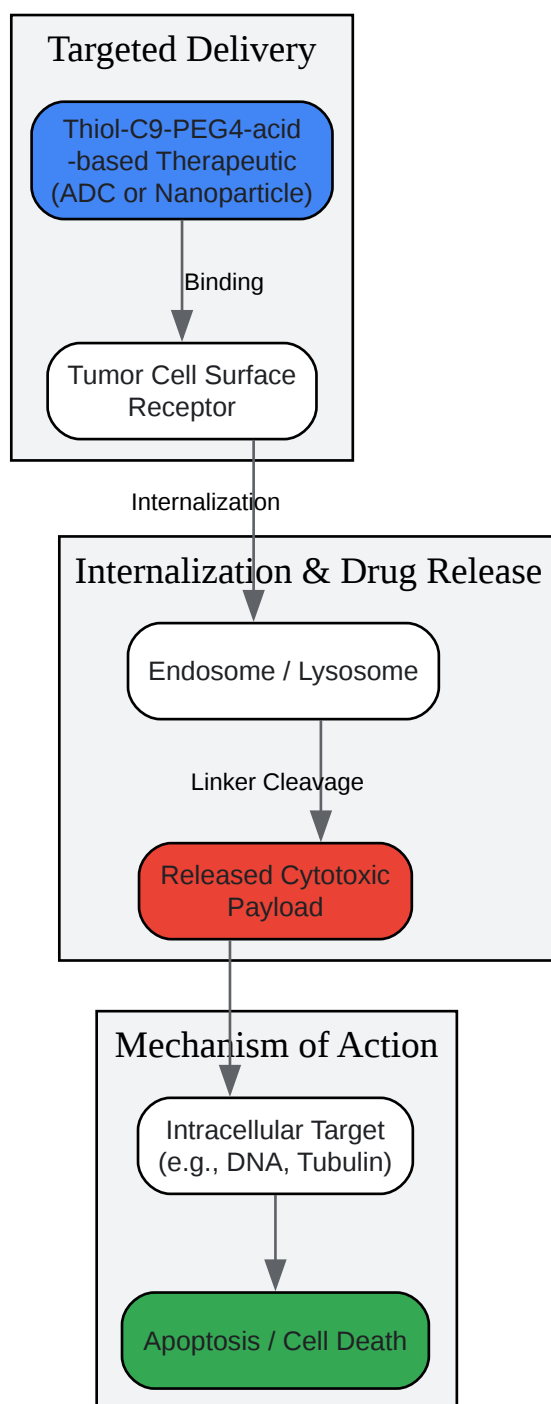 Targeted Delivery
Thiol-C9-PEG4-acid
-based Therapeutic
(ADC or Nanoparticle)
Binding
Tumor Cell Surface
Receptor
Internalization
Internalization & Drug Release
Endosome / Lysosome
Linker Cleavage
Released Cytotoxic
Payload
Mechanism of Action
Intracellular Target
(e.g., DNA, Tubulin)
Apoptosis / Cell Death